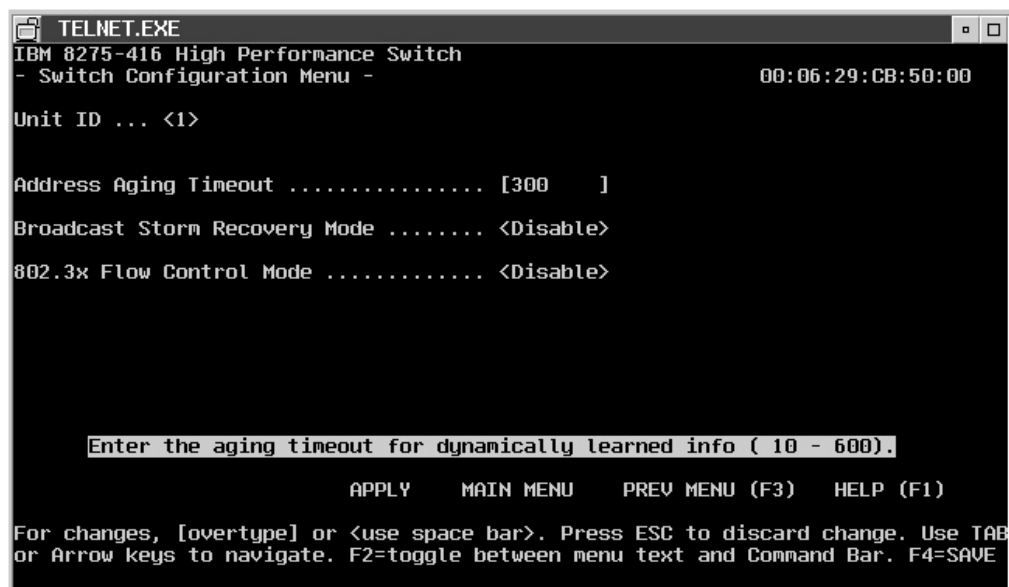 TELNET.EXE
IBM 8275-416 High Performance Switch
- Switch Configuration Menu - 00:06:29:CB:50:00
Unit ID ... <1>
Address Aging Timeout ................ [300 ]
Broadcast Storm Recovery Mode ........ <Disable>
802.3x Flow Control Mode ............. <Disable>
Enter the aging timeout for dynamically learned info ( 10 - 600).
APPLY MAIN MENU PREV MENU (F3) HELP (F1)
For changes, [overtype] or <use space bar>. Press ESC to discard change. Use TAB
or Arrow keys to navigate. F2=toggle between menu text and Command Bar. F4=SAVE